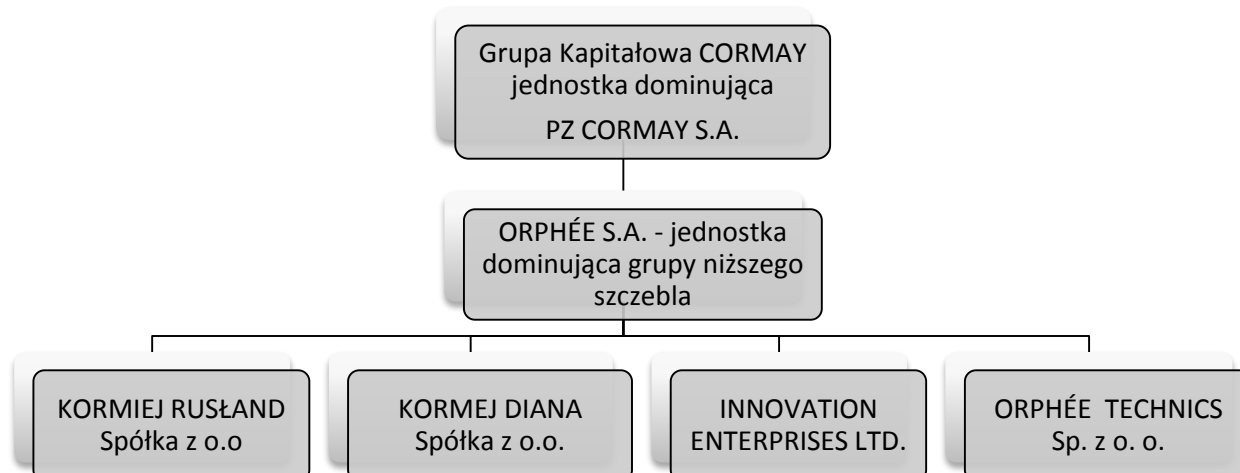 Grupa Kapitałowa CORMAY
jednostka dominująca
PZ CORMAY S.A.
ORPHÉE S.A. - jednostka
dominująca grupy niższego
szczebla
KORMIEJ RUSŁAND
Spółka z o.o
KORMEJ DIANA
Spółka z o.o.
INNOVATION
ENTERPRISES LTD.
ORPHÉE  TECHNICS
Sp. z o. o.